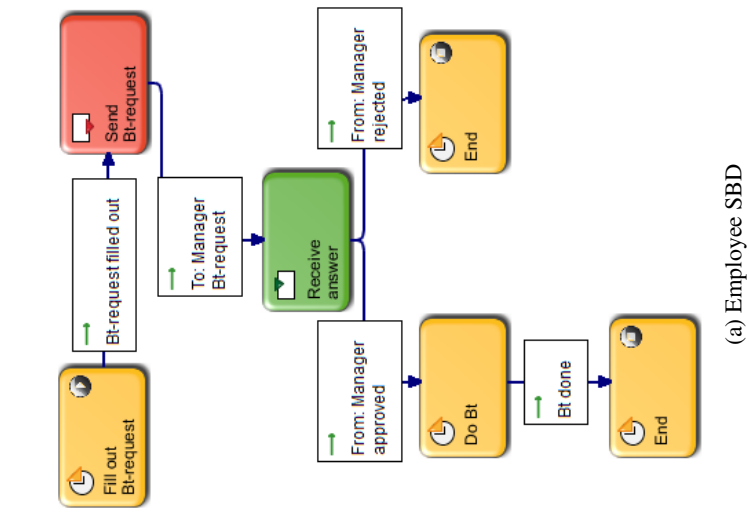 Fill out
Bt-request
Bt-request filled out
Send
Bt-request
To: Manager
Bt-request
Receive
answer
From: Manager
approved
From: Manager
rejected
Do Bt
End
Bt done
End
(a) Employee SBD